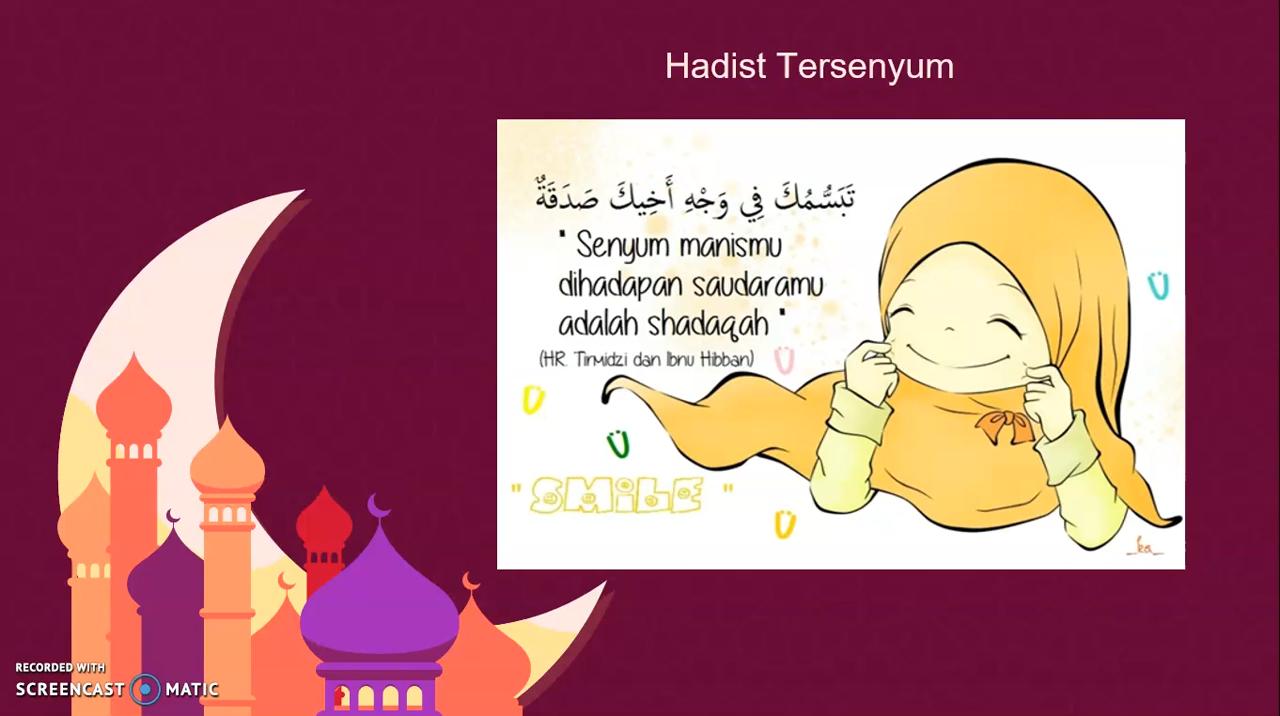 Hadist Tersenyum
تَبَسُّمُكَ فِي وَجْهِ أَخِيكَ صَدَقَةٌ
" Senyum manismu
dihadapan saudaramu
adalah shadaqah "
(HR. Tirmidzi dan Ibnu Hibban)
" SMiLE "
ka
RECORDED WITH
SCREENCAST MATIC